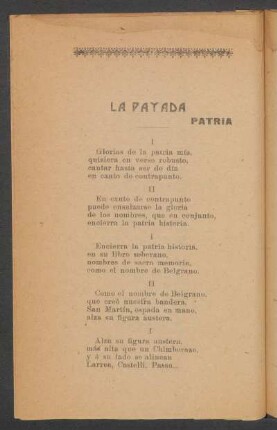 LA PAYADA
PATRIA
I
Glorias de la patria mía,
quisiera en verso robusto,
cantar hasta ser de día
en canto de contrapunto.
II
En canto de contrapunto
puede ensalzarse la gloria
de los nombres, que en conjunto,
encierra la patria historia.
I
Encierra la patria historia,
en su libro soberano,
nombres de sacra memoria,
como el nombre de Belgrano.
II
Como el nombre de Belgrano,
que creó nuestra bandera,
San Martín, espada en mano,
alza su figura austera.
I
Alza su figura austera,
más alta que un Chimborazo,
y á su lado se alinean
Larrea, Castelli, Passo...